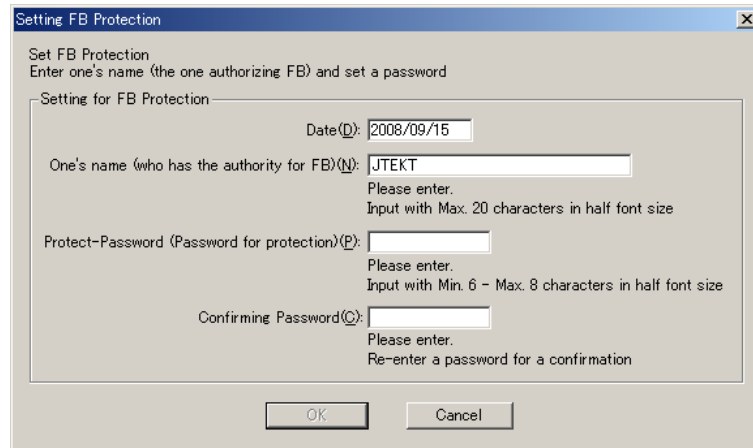 Setting FB Protection
Set FB Protection
Enter one's name (the one authorizing FB) and set a password
Setting for FB Protection
Date(D): 2008/09/15
One's name (who has the authority for FB)(N): JTEKT
Please enter.
Input with Max. 20 characters in half font size
Protect-Password (Password for protection)(P):
Please enter.
Input with Min. 6 - Max. 8 characters in half font size
Confirming Password(C):
Please enter.
Re-enter a password for a confirmation
OK Cancel